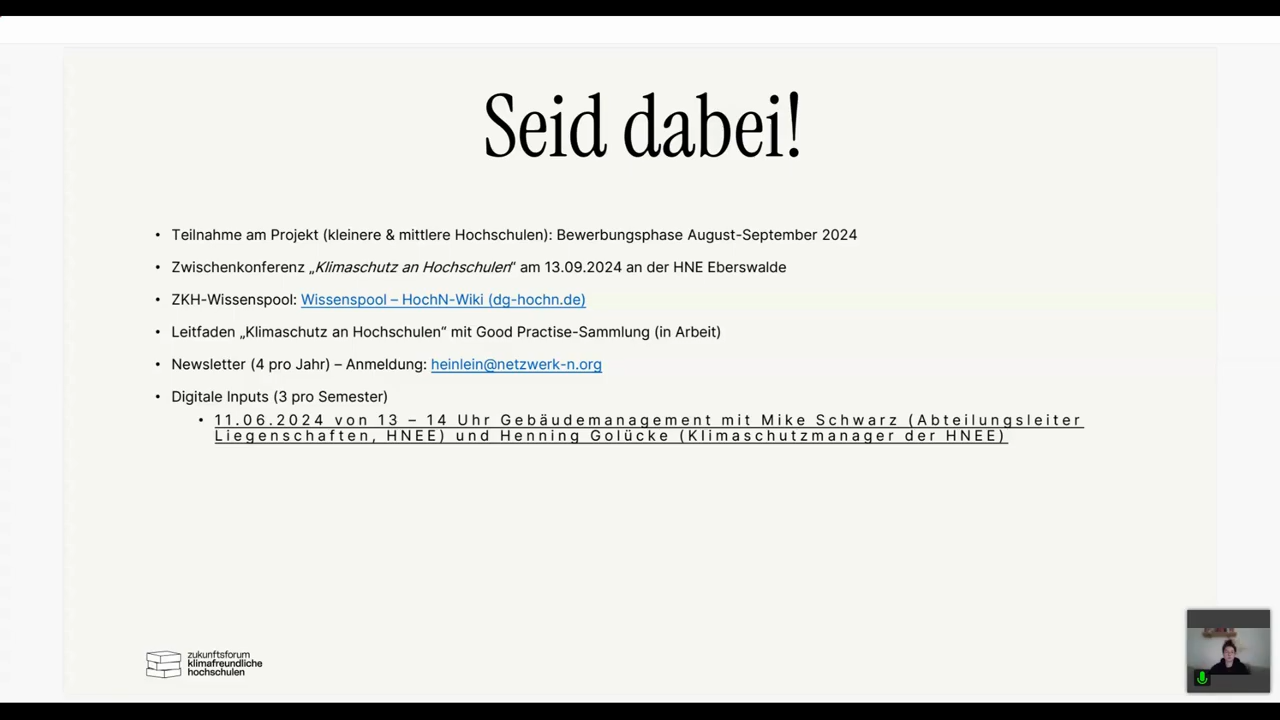 Seid dabei!
• Teilnahme am Projekt (kleinere & mittlere Hochschulen): Bewerbungsphase August-September 2024
• Zwischenkonferenz „Klimaschutz an Hochschulen“ am 13.09.2024 an der HNE Eberswalde
• ZKH-Wissenspool: Wissenspool – HochN-Wiki (dg-hochn.de)
• Leitfaden „Klimaschutz an Hochschulen“ mit Good Practise-Sammlung (in Arbeit)
• Newsletter (4 pro Jahr) – Anmeldung: heinlein@netzwerk-n.org
• Digitale Inputs (3 pro Semester)
• 11.06.2024 von 13 – 14 Uhr Gebäudemanagement mit Mike Schwarz (Abteilungsleiter
Liegenschaften, HNEE) und Henning Golücke (Klimaschutzmanager der HNEE)
zukunftsforum
klimafreundliche
hochschulen